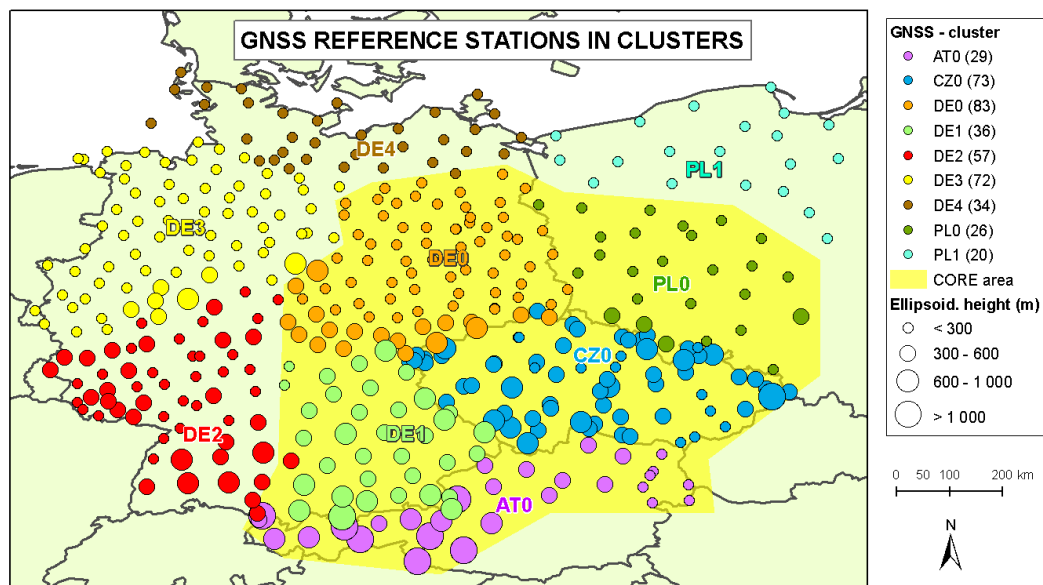 GNSS REFERENCE STATIONS IN CLUSTERS
DE4
PL1
DE3
DE0
PL0
CZ0
DE2
DE1
AT0
GNSS - cluster
AT0 (29)
CZ0 (73)
DE0 (83)
DE1 (36)
DE2 (57)
DE3 (72)
DE4 (34)
PL0 (26)
PL1 (20)
CORE area
Ellipsoid. height (m)
< 300
300 - 600
600 - 1 000
> 1 000
0 50 100 200 km
N